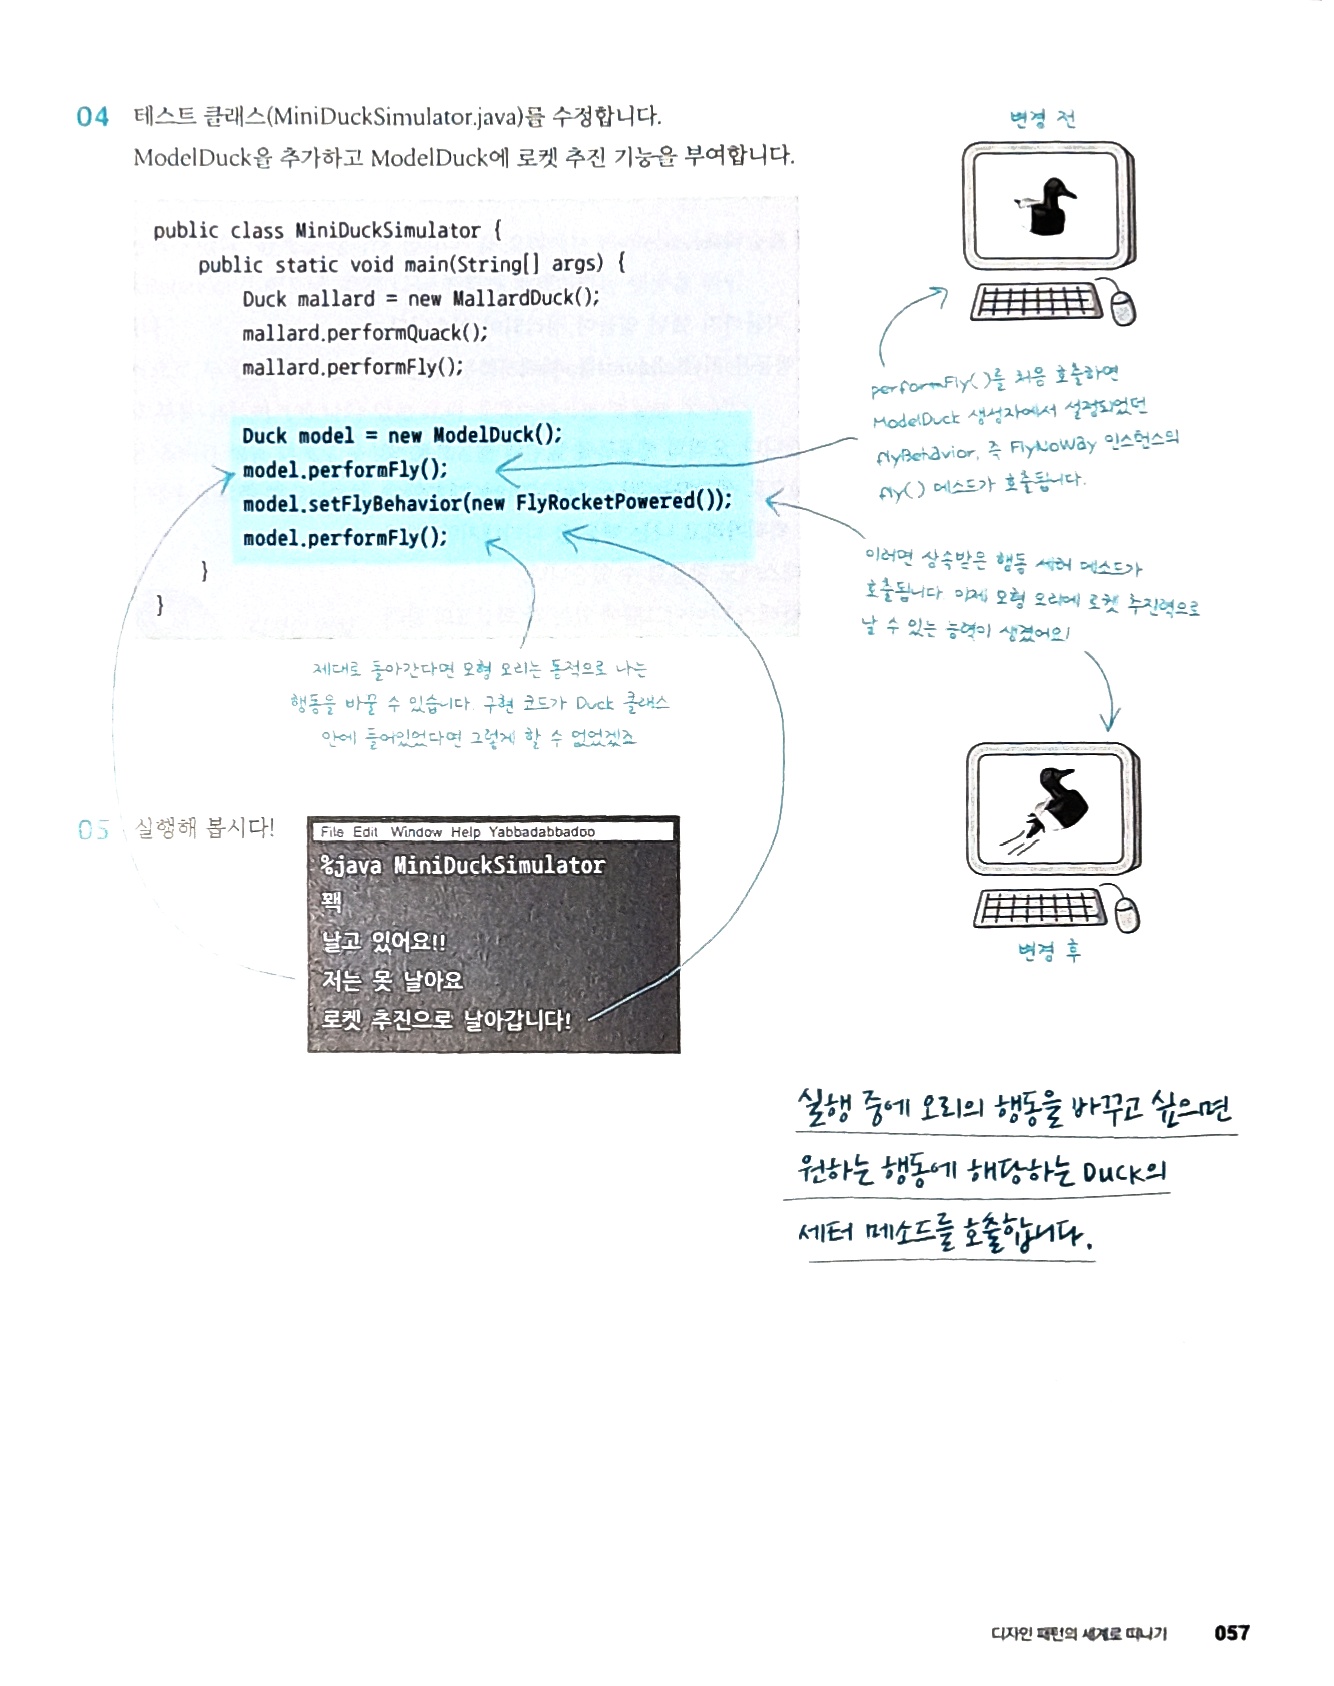 04 테스트 클래스(MiniDuckSimulator.java)를 수정합니다.
ModelDuck을 추가하고 ModelDuck에 로켓 추진 기능을 부여합니다.
public class MiniDuckSimulator {
public static void main(String[] args) {
Duck mallard = new MallardDuck();
mallard.performQuack();
mallard.performFly();
Duck model = new ModelDuck();
model.performFly();
model.setFlyBehavior(new FlyRocketPowered());
model.performFly();
}
}
변경 전
performFly()를 처음 호출하면
ModelDuck 생성자에서 설정되었던
flyBehavior, 즉 FlyNoWay 인스턴스의
fly() 메소드가 호출됩니다.
이러면 상속받은 행동 세터 메소드가
호출됩니다. 이제 모형 오리에 로켓 추진력으로
날 수 있는 능력이 생겼어요!
제대로 돌아간다면 모형 오리는 동적으로 나는
행동을 바꿀 수 있습니다. 구현 코드가 Duck 클래스
안에 들어있었다면 그렇게 할 수 없었겠죠
변경 후
05 실행해 봅시다!
File Edit Window Help Yabbadabbadoo
%java MiniDuckSimulator
꽥
날고 있어요!!
저는 못 날아요
로켓 추진으로 날아갑니다!
실행 중에 오리의 행동을 바꾸고 싶으면
원하는 행동에 해당하는 Duck의
세터 메소드를 호출합니다.
디자인 패턴의 세계로 떠나기 057